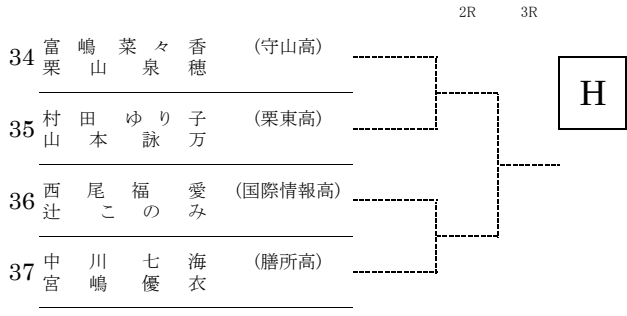 2R 3R
34 富嶋菜々香 (守山高)
栗山泉穂
H
35 村田ゆり子 (栗東高)
山本詠万
36 西尾福愛 (国際情報高)
辻このみ
37 中川七海 (膳所高)
宮嶋優衣